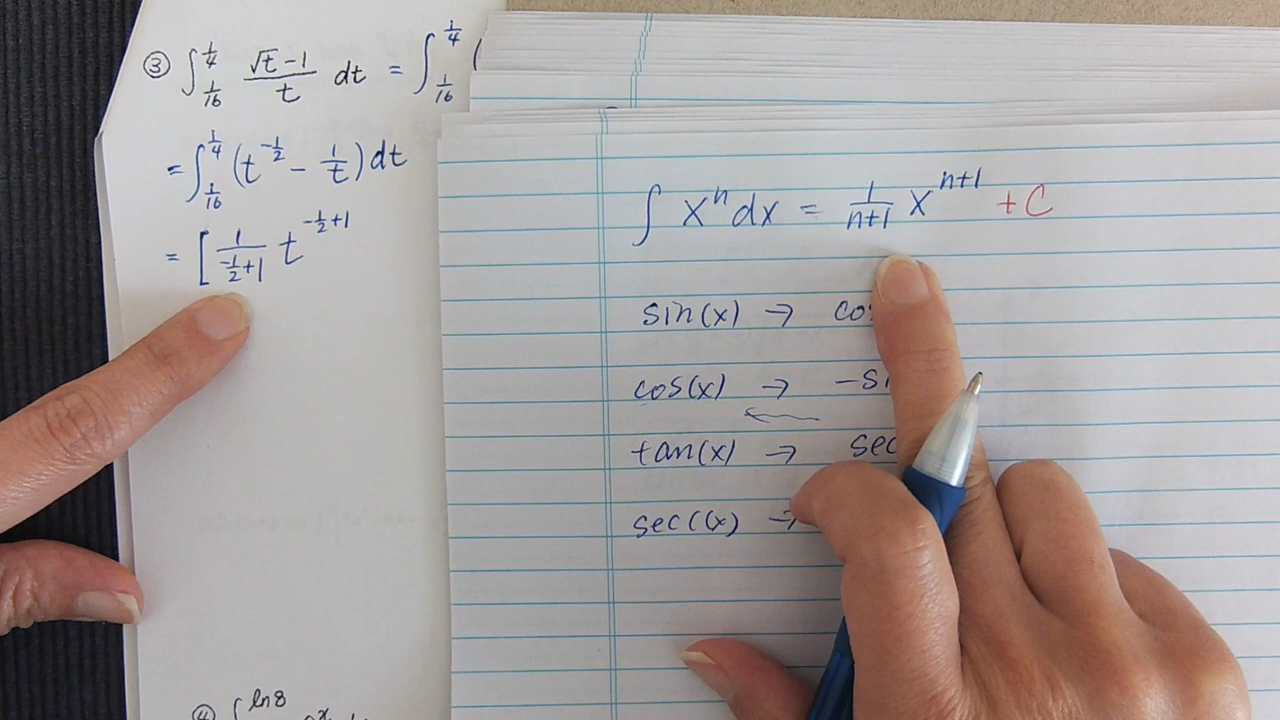 ③ ∫_{1/16}^{1/4} (√t - 1)/t dt = ∫_{1/16}^{1/4} (
= ∫_{1/16}^{1/4} (t^{-1/2} - 1/t) dt
= [ 1/(-1/2+1) t^{-1/2+1}
④ ∫^{ln8}
∫ x^n dx = 1/(n+1) x^{n+1} + C
sin(x) →
cos(x) →
←
tan(x) → sec
sec((x) →